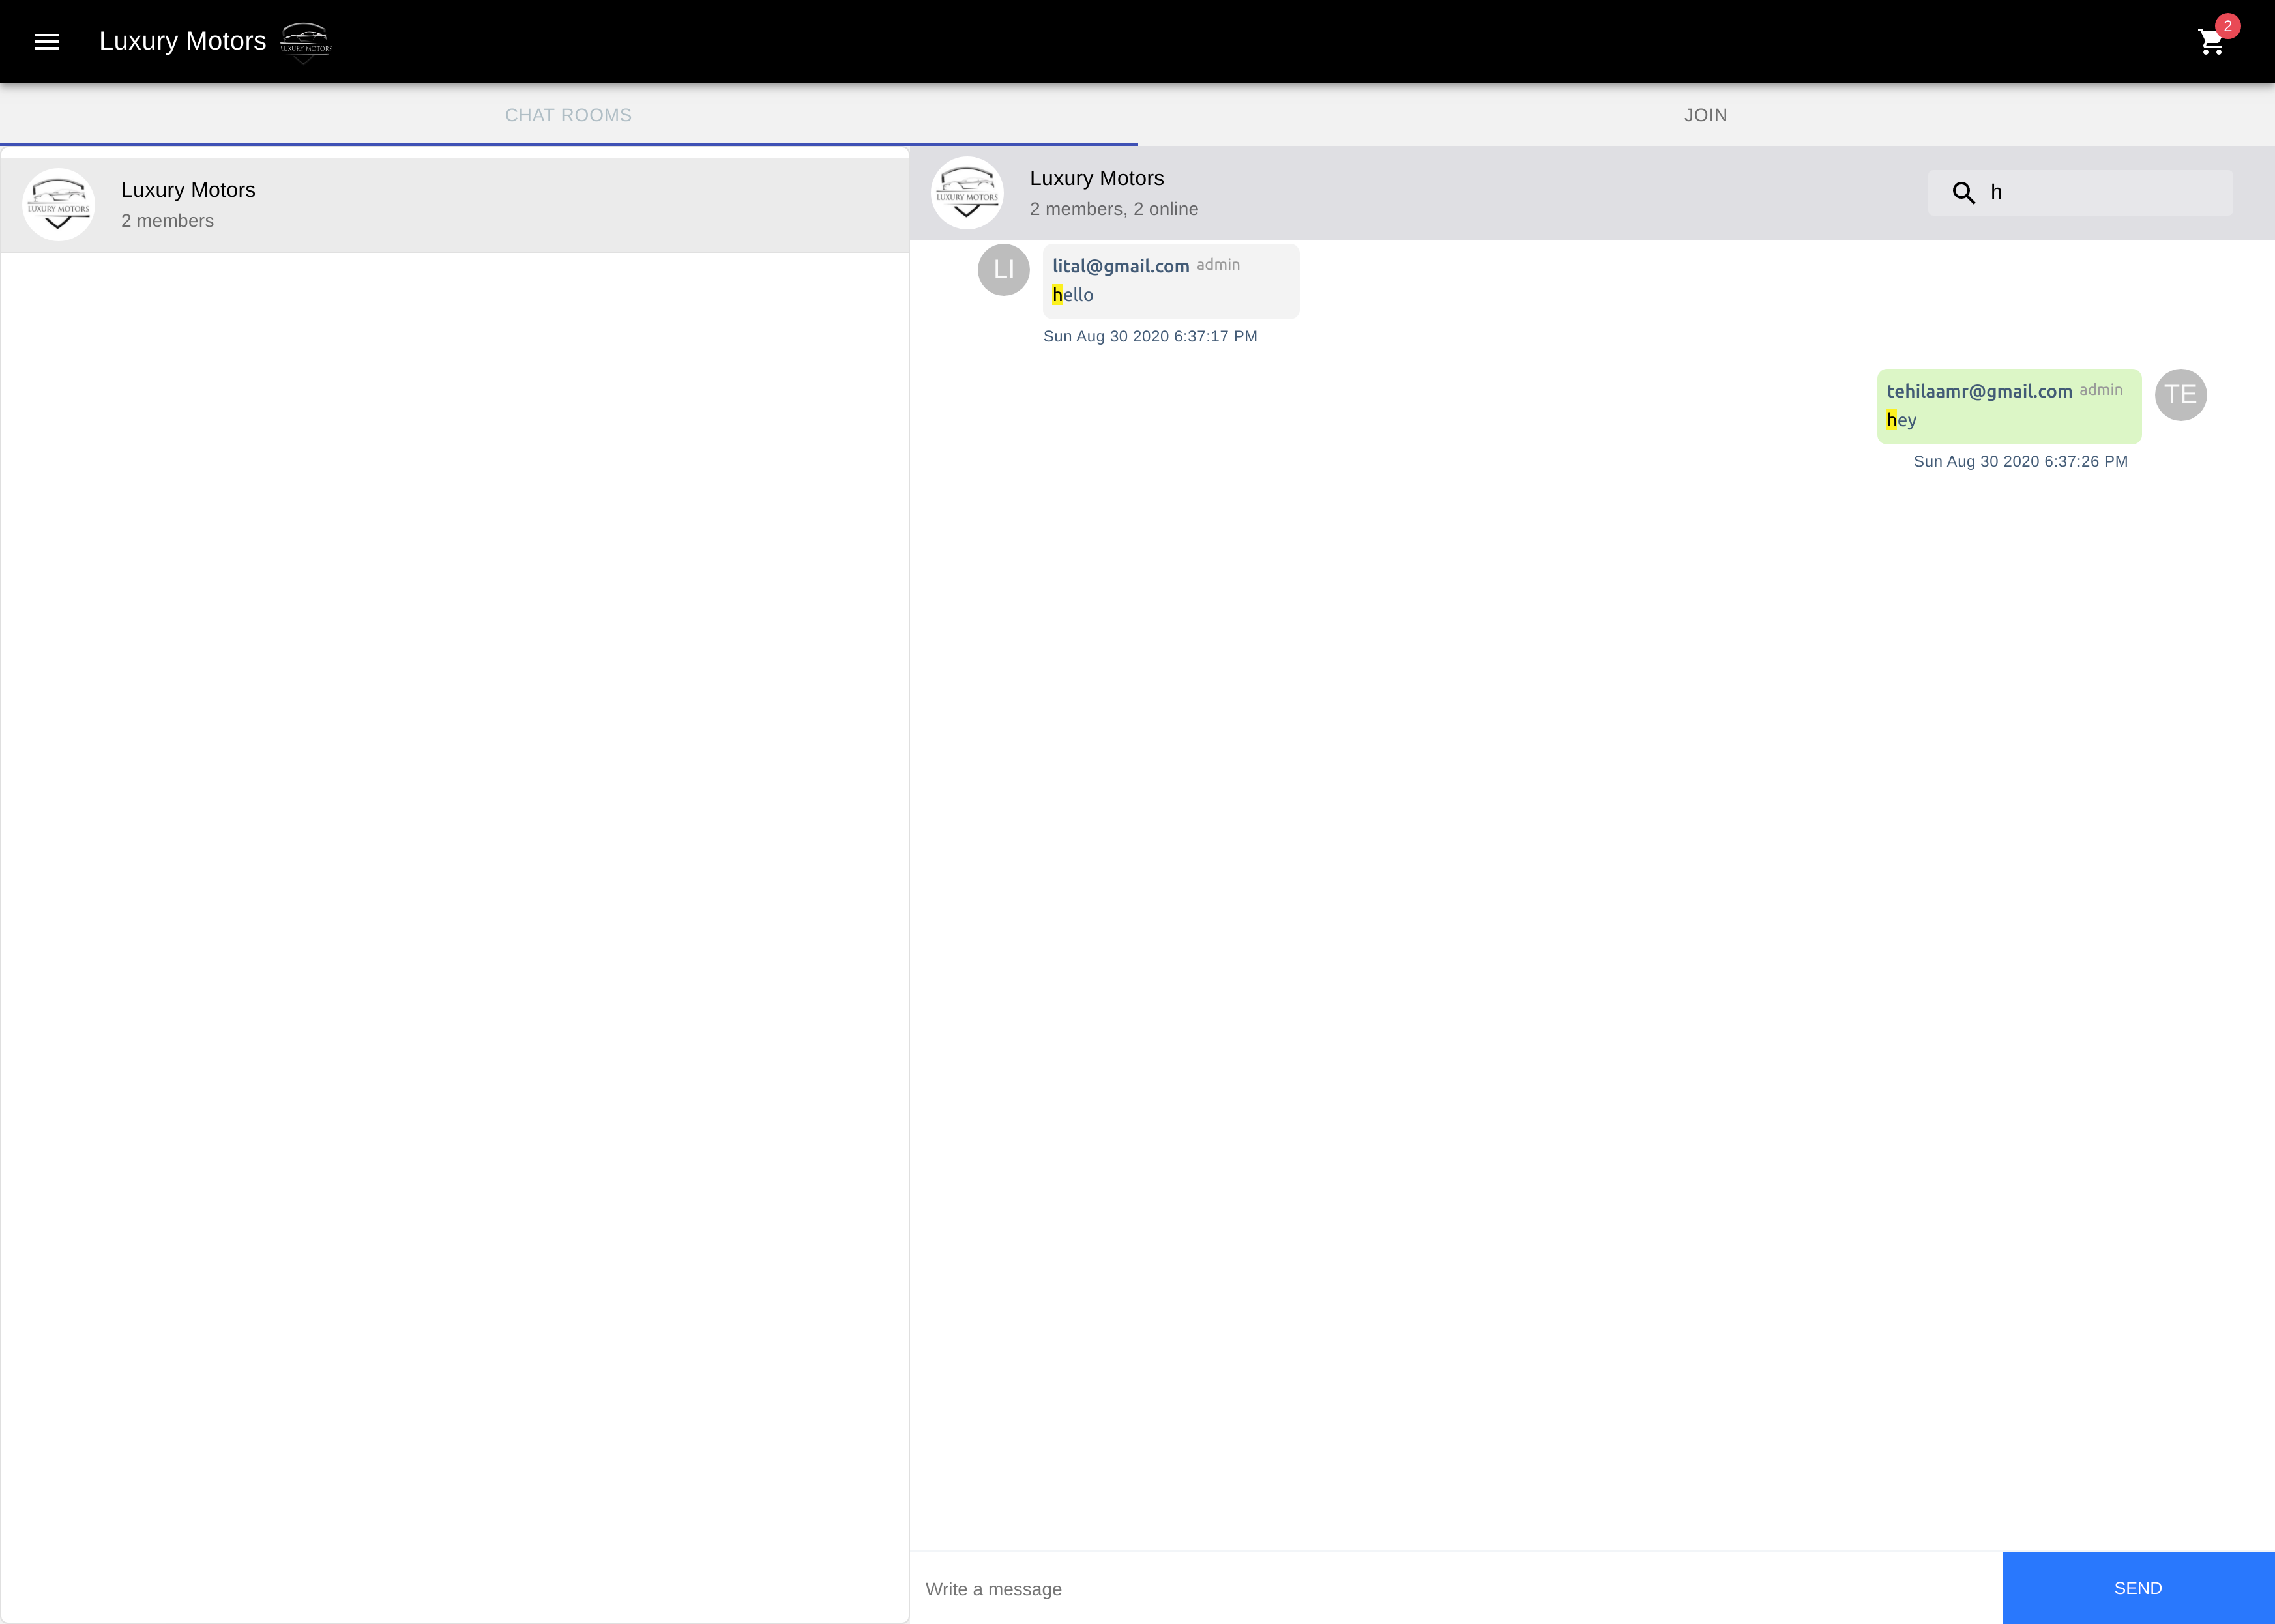 Luxury Motors LUXURY MOTORS
2
CHAT ROOMS
JOIN
LUXURY MOTORS
Luxury Motors
2 members
LUXURY MOTORS
Luxury Motors
2 members, 2 online
h
LI
lital@gmail.com admin
hello
Sun Aug 30 2020 6:37:17 PM
tehilaamr@gmail.com admin
TE
hey
Sun Aug 30 2020 6:37:26 PM
Write a message
SEND